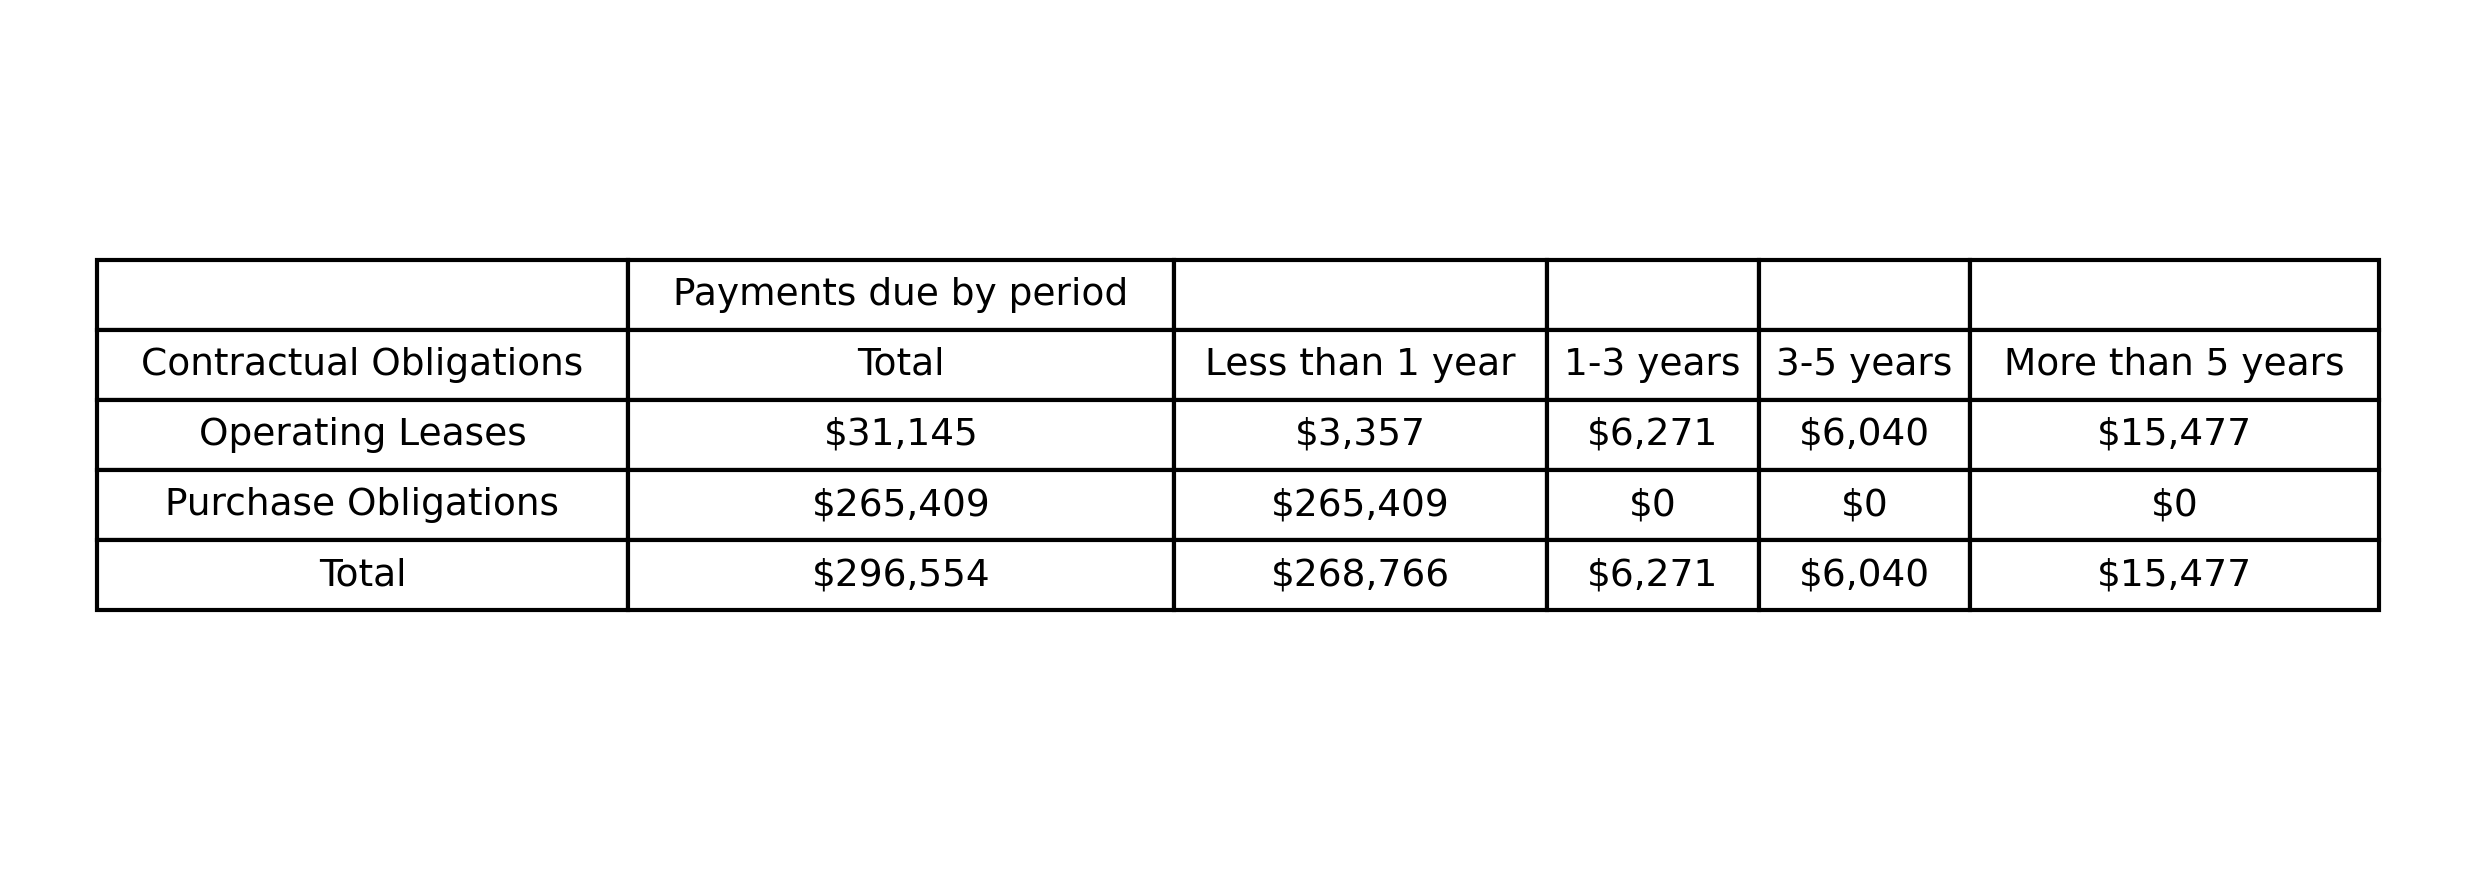 Payments due by period
Contractual Obligations Total Less than 1 year 1-3 years 3-5 years More than 5 years
Operating Leases $31,145 $3,357 $6,271 $6,040 $15,477
Purchase Obligations $265,409 $265,409 $0 $0 $0
Total $296,554 $268,766 $6,271 $6,040 $15,477